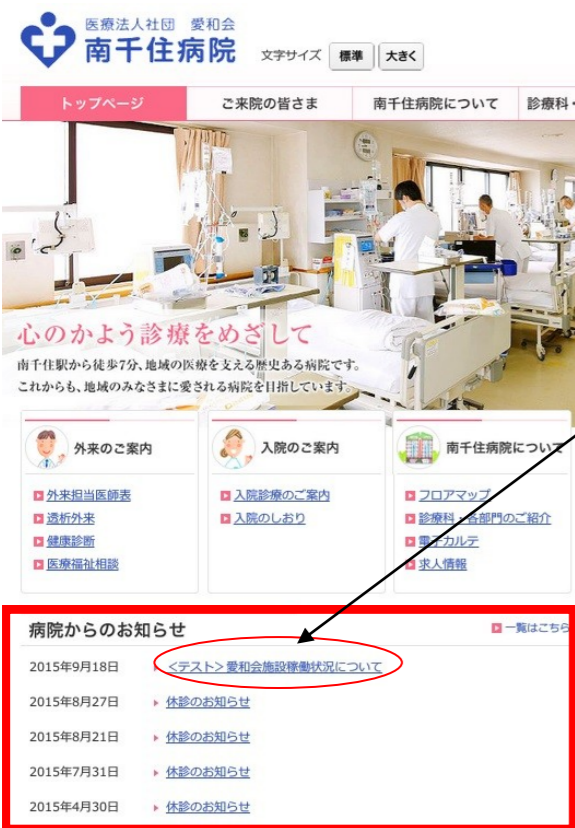 医療法人社団 愛和会
南千住病院
文字サイズ 標準 大きく
トップページ ご来院の皆さま 南千住病院について 診療科・
心のかよう診療をめざして
南千住駅から徒歩7分、地域の医療を支える歴史ある病院です。
これからも、地域のみなさまに愛される病院を目指しています。
外来のご案内
外来担当医師表
透析外来
健康診断
医療福祉相談
入院のご案内
入院診療のご案内
入院のしおり
南千住病院について
フロアマップ
診療科・各部門のご紹介
電子カルテ
求人情報
病院からのお知らせ 一覧はこちら
2015年9月18日 <テスト>愛和会施設稼働状況について
2015年8月27日 休診のお知らせ
2015年8月21日 休診のお知らせ
2015年7月31日 休診のお知らせ
2015年4月30日 休診のお知らせ